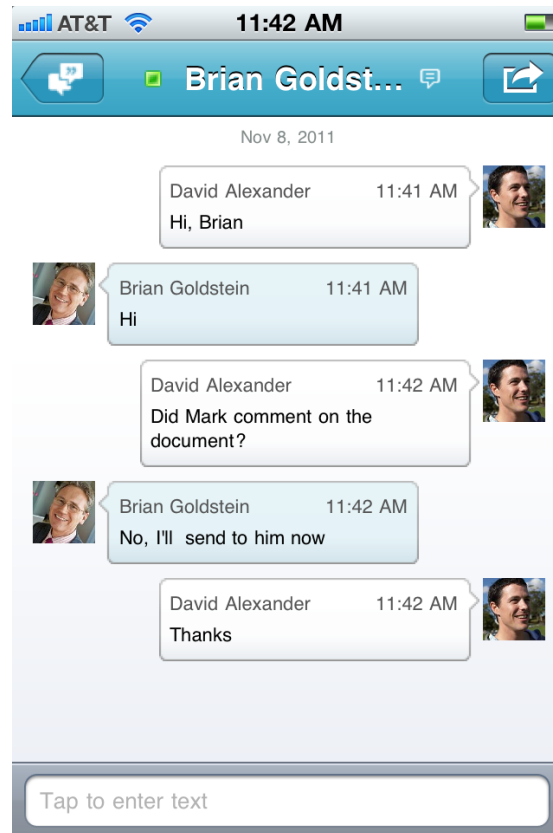 AT&T 11:42 AM
Brian Goldst...
Nov 8, 2011
David Alexander 11:41 AM
Hi, Brian
Brian Goldstein 11:41 AM
Hi
David Alexander 11:42 AM
Did Mark comment on the
document?
Brian Goldstein 11:42 AM
No, I'll send to him now
David Alexander 11:42 AM
Thanks
Tap to enter text